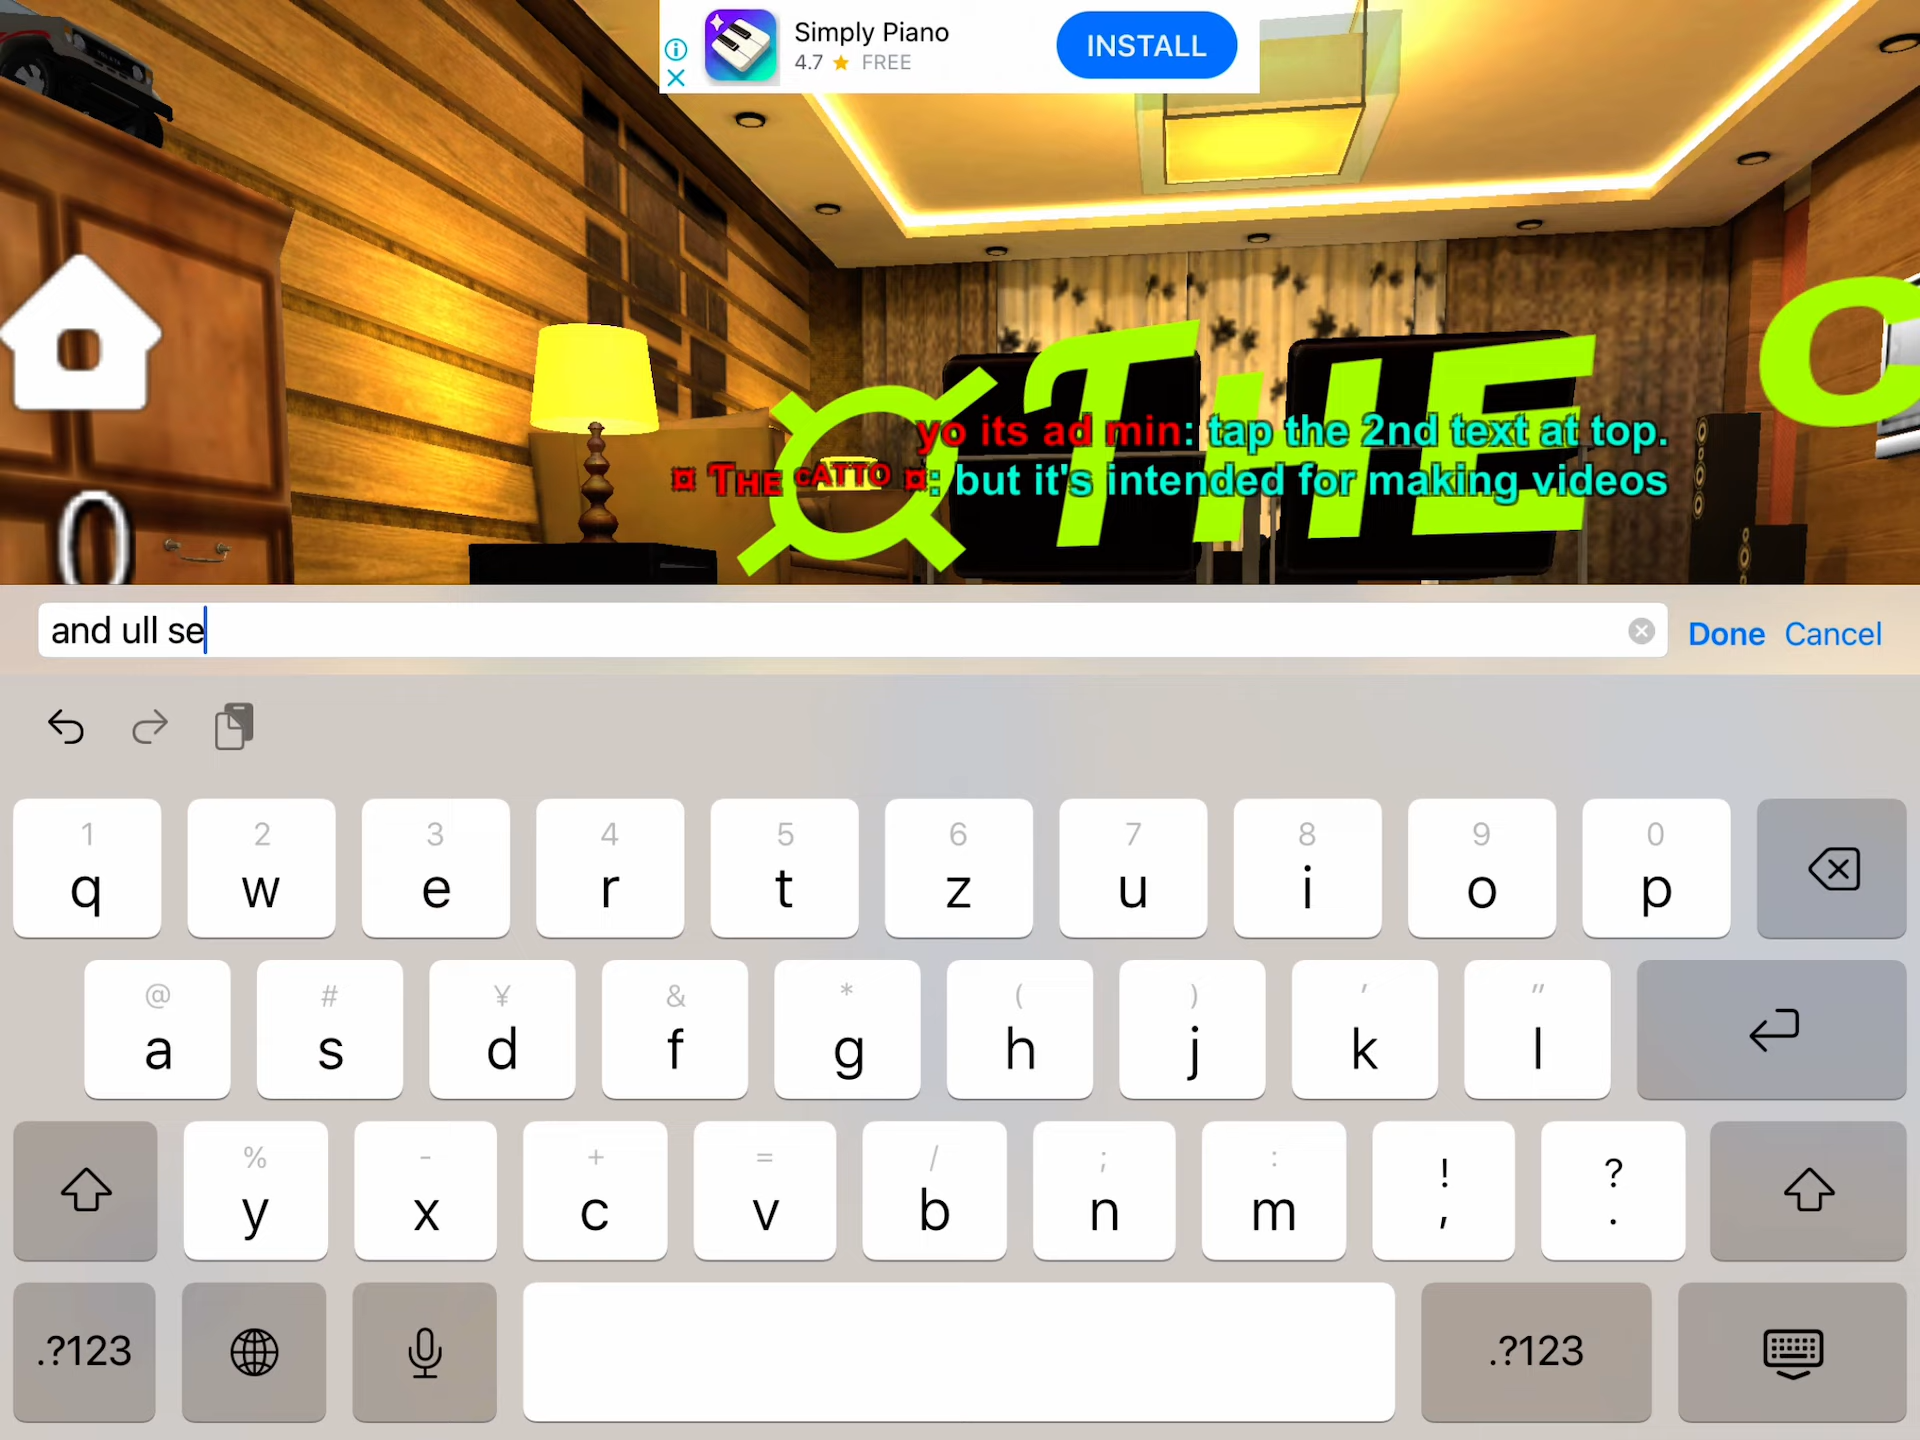 Simply Piano
4.7 ★ FREE
INSTALL
¤ THE C
yo its ad min: tap the 2nd text at top.
¤ THE cATTO ¤: but it's intended for making videos
0
and ull se
Done Cancel
1 2 3 4 5 6 7 8 9 0
q w e r t z u i o p
@ # ¥ & * ( ) ' "
a s d f g h j k l
% - + = / ; : ! ?
y x c v b n m , .
.?123 .?123